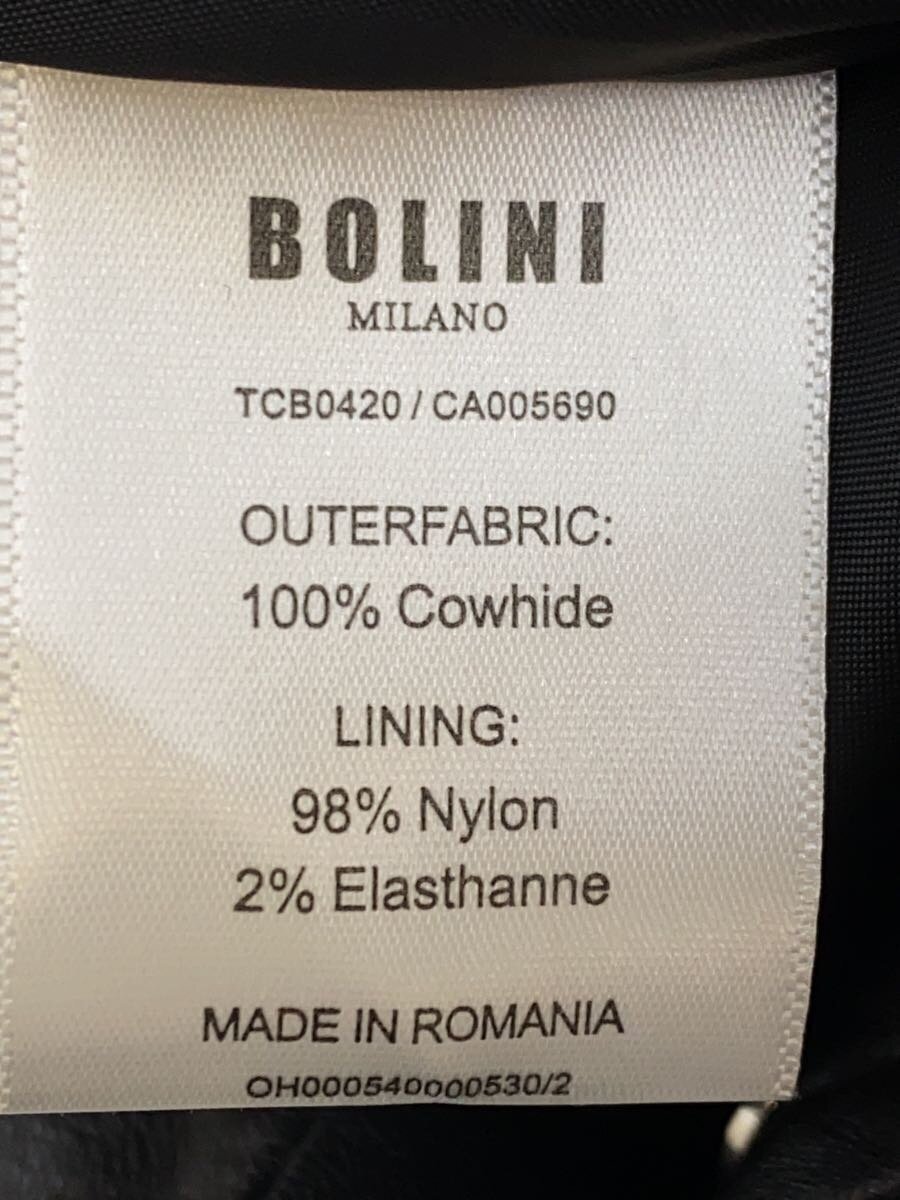 BOLINI
MILANO
TCB0420 / CA005690
OUTERFABRIC:
100% Cowhide
LINING:
98% Nylon
2% Elasthanne
MADE IN ROMANIA
OH000540000530/2